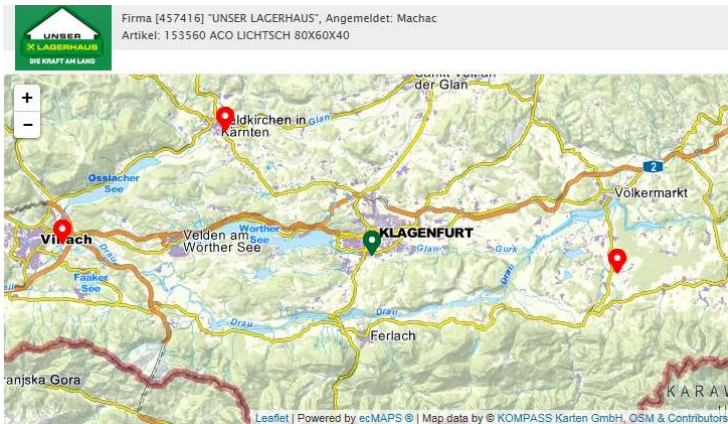 Firma [457416] "UNSER LAGERHAUS", Angemeldet: Machac
Artikel: 153560 ACO LICHTSCH 80X60X40
UNSER
X LAGERHAUS
DIE KRAFT AM LAND
+
−
der Glan
Feldkirchen in
Kärnten
Glan
2
Ossiacher
See
Völkermarkt
Villach
Velden am
Wörther See
Wörther
See
KLAGENFURT
Glan
Gurk
Drau
Drau
Faaker
See
Drau
Drau
Ferlach
ranjska Gora
KARAW
Leaflet | Powered by ecMAPS ® | Map data by © KOMPASS Karten GmbH, OSM & Contributors